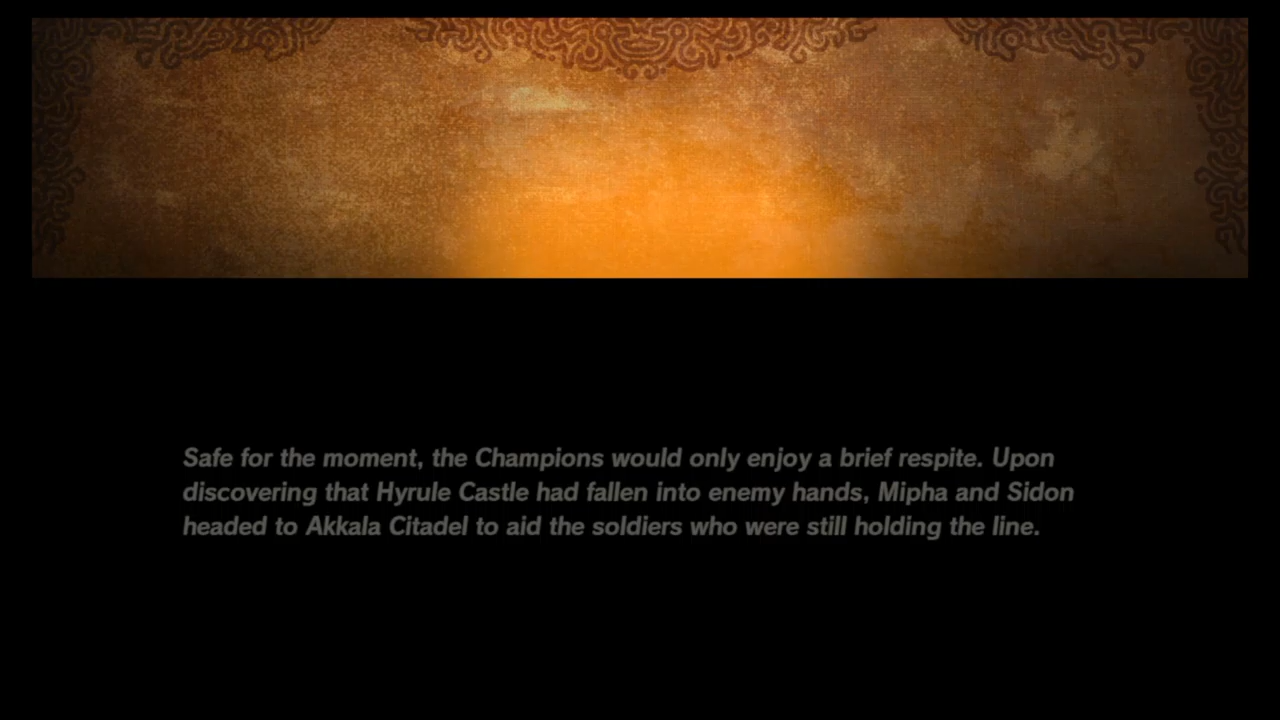 Safe for the moment, the Champions would only enjoy a brief respite. Upon
discovering that Hyrule Castle had fallen into enemy hands, Mipha and Sidon
headed to Akkala Citadel to aid the soldiers who were still holding the line.